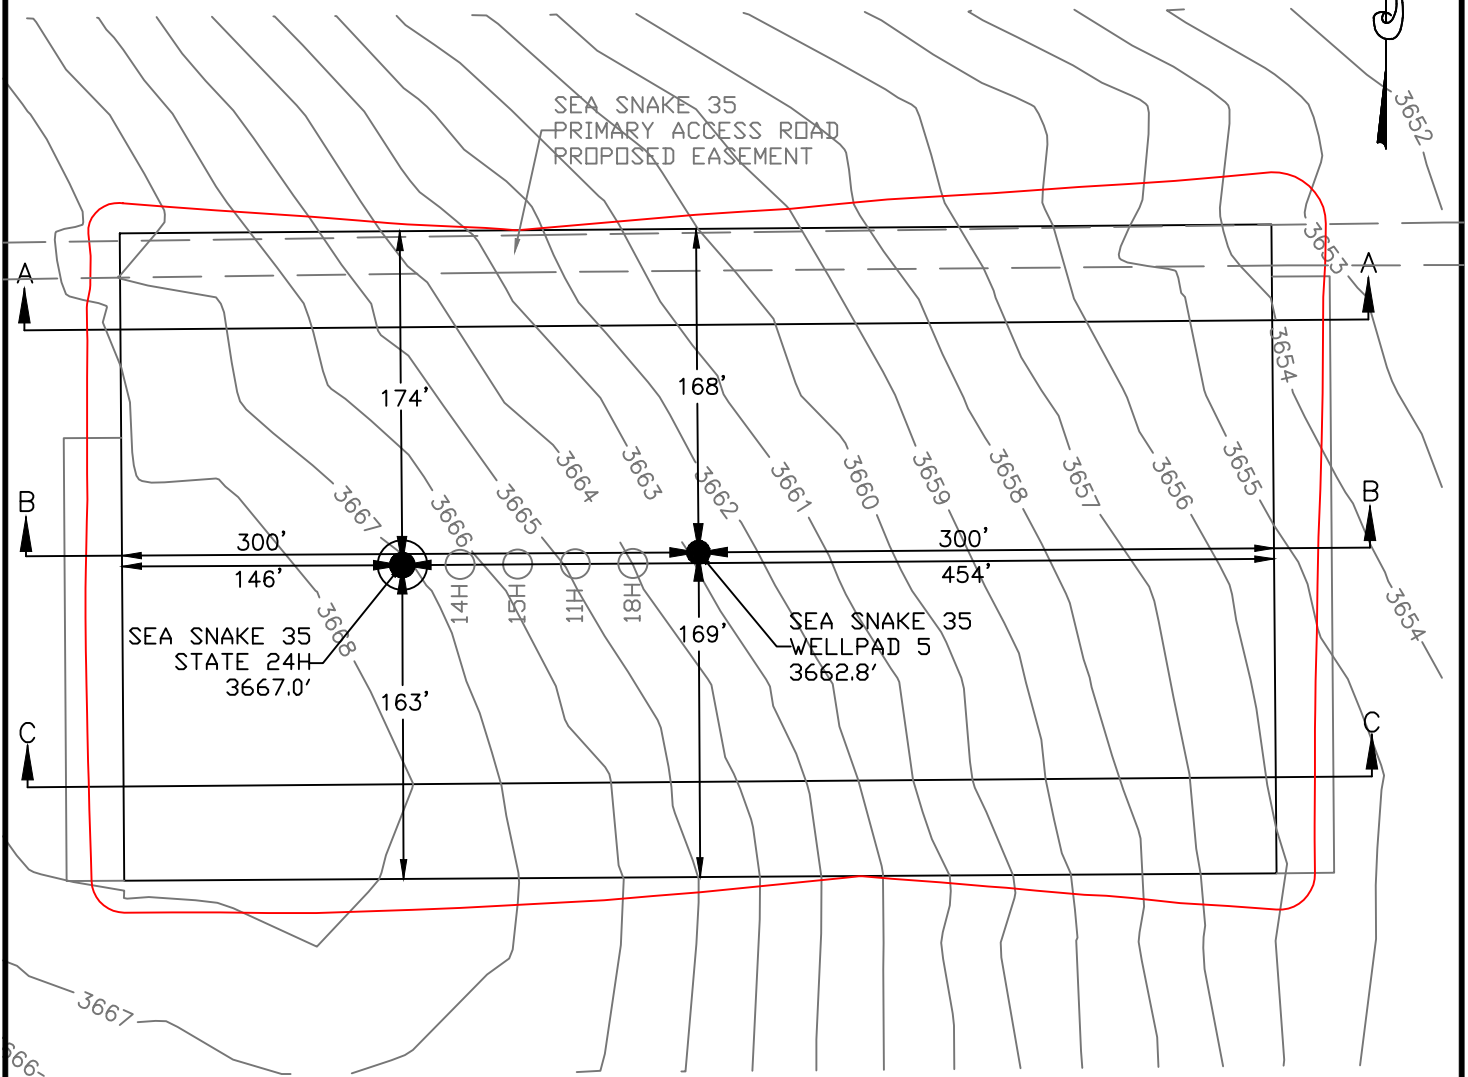 SEA SNAKE 35
PRIMARY ACCESS ROAD
PROPOSED EASEMENT
3652
3653
A
A
3654
174'
168'
3664
3663
3662
3661
3660
3659
3658
3657
3656
3655
3667
3666
3665
B
B
300'
300'
146'
454'
14H
15H
11H
18H
3654
3668
SEA SNAKE 35
STATE 24H
3667.0'
169'
SEA SNAKE 35
WELLPAD 5
3662.8'
163'
C
C
3667